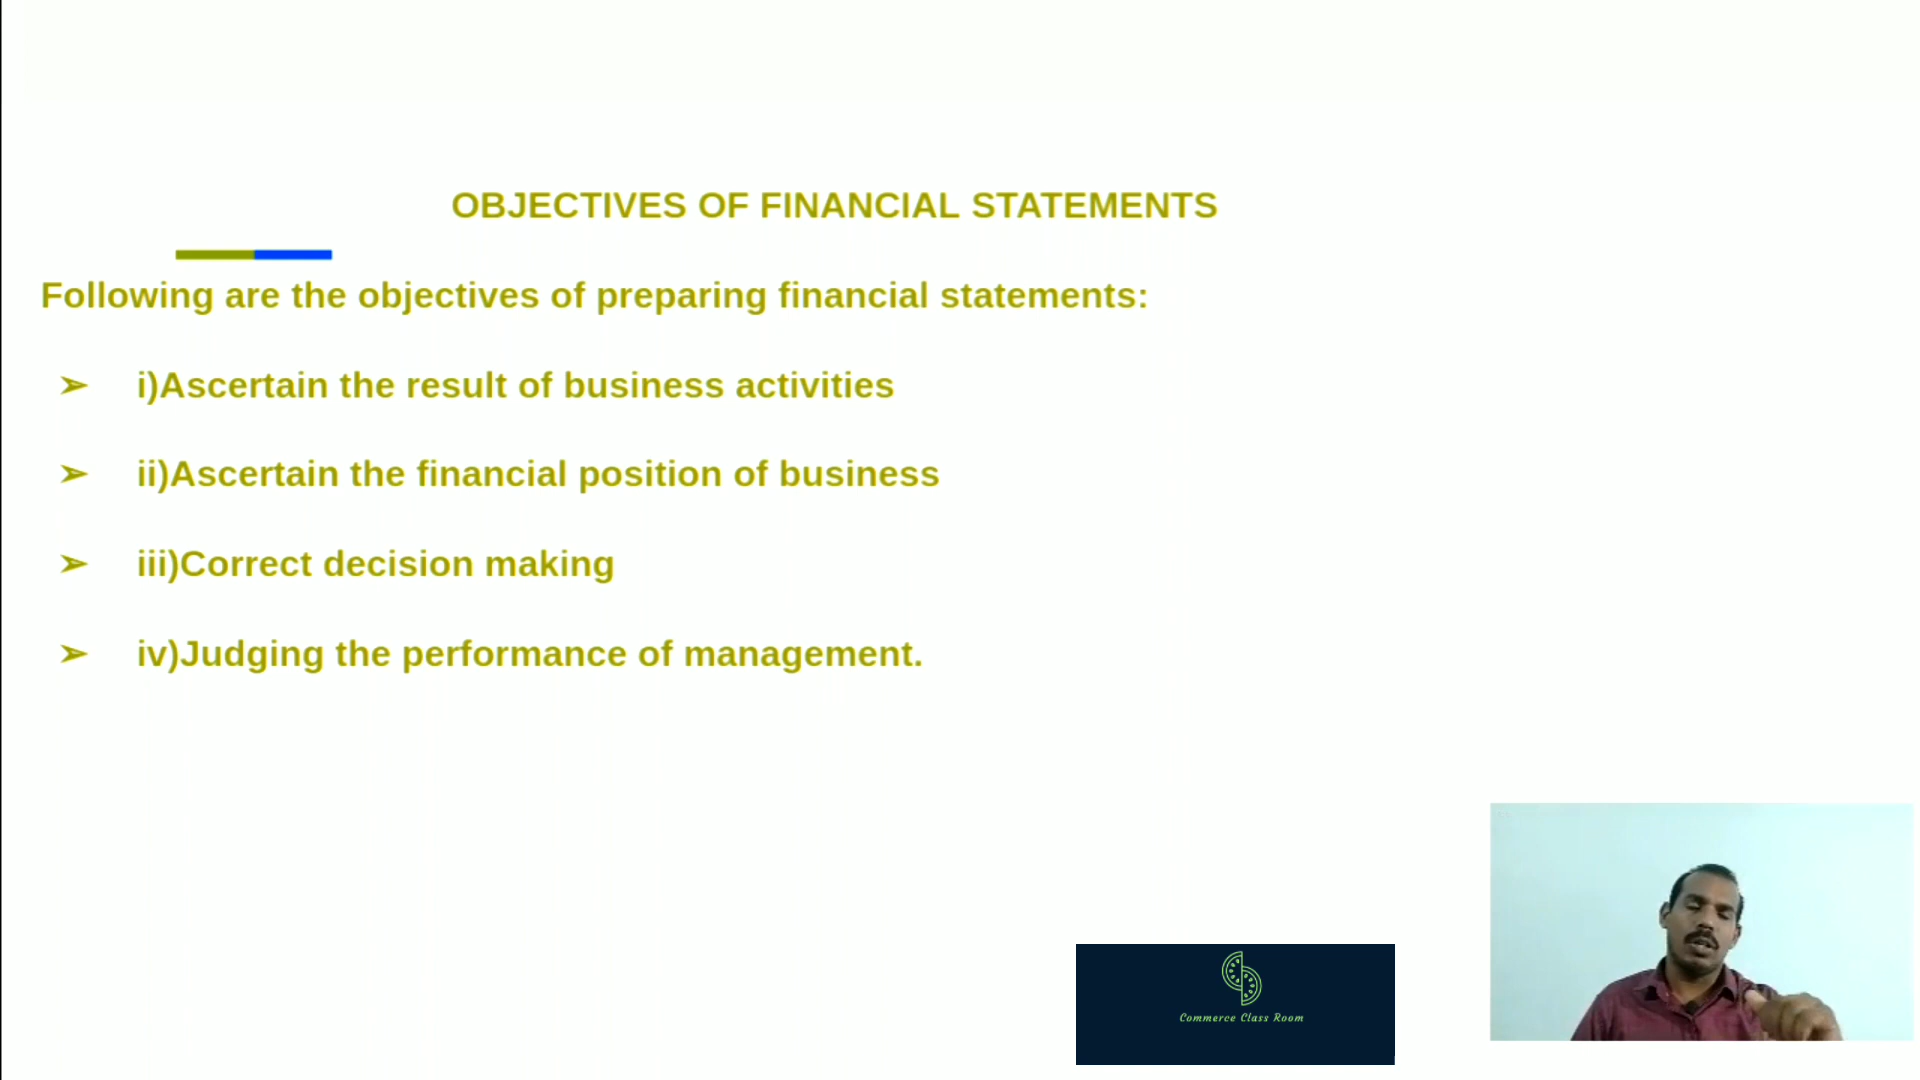 OBJECTIVES OF FINANCIAL STATEMENTS
Following are the objectives of preparing financial statements:
➢ i)Ascertain the result of business activities
➢ ii)Ascertain the financial position of business
➢ iii)Correct decision making
➢ iv)Judging the performance of management.
Commerce Class Room